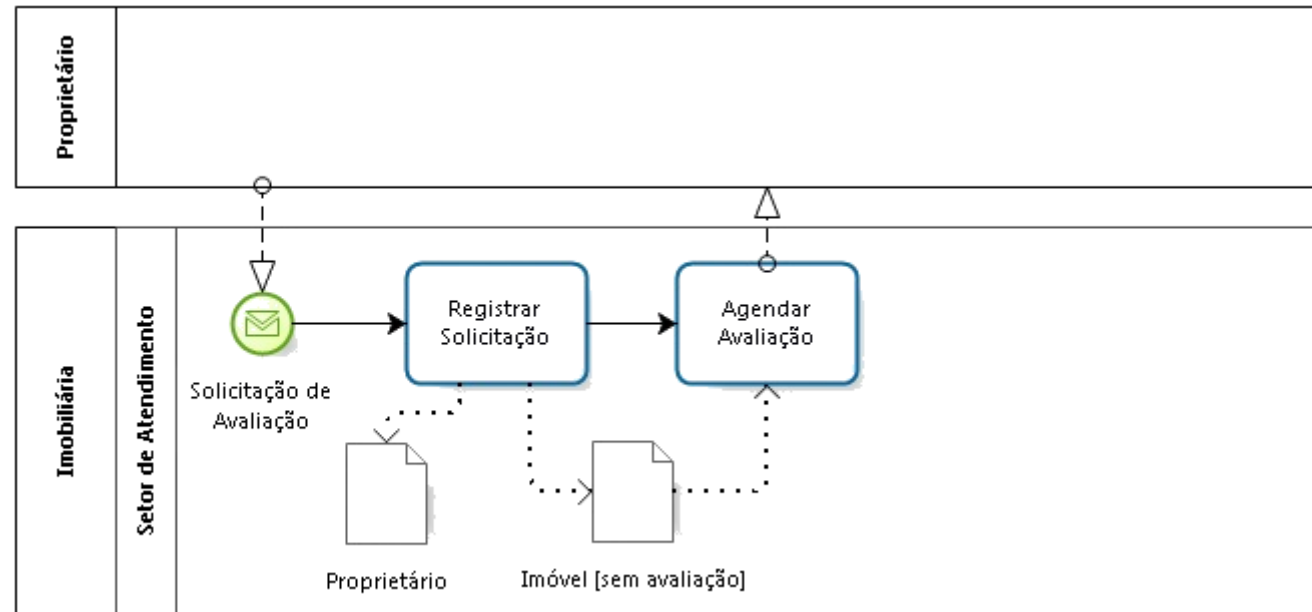 Proprietário
Imobiliária
Setor de Atendimento
Solicitação de
Avaliação
Registrar
Solicitação
Agendar
Avaliação
Proprietário
Imóvel [sem avaliação]